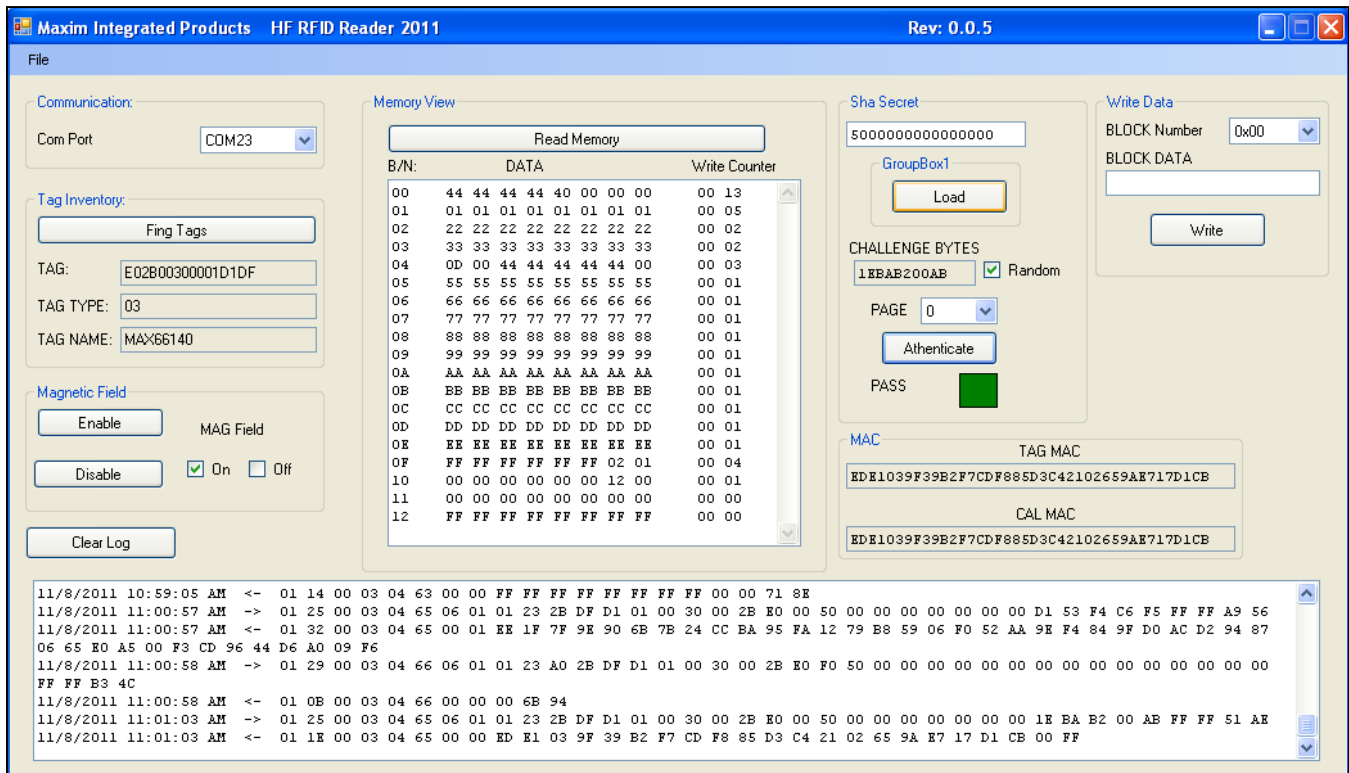 Maxim Integrated Products HF RFID Reader 2011 Rev: 0.0.5
File
Communication:
Com Port COM23
Tag Inventory:
Fing Tags
TAG: E02B00300001D1DF
TAG TYPE: 03
TAG NAME: MAX66140
Magnetic Field
Enable
MAG Field
Disable
On Off
Clear Log
Memory View
Read Memory
B/N: DATA Write Counter
00 44 44 44 44 40 00 00 00 00 13
01 01 01 01 01 01 01 01 01 00 05
02 22 22 22 22 22 22 22 22 00 02
03 33 33 33 33 33 33 33 33 00 02
04 0D 00 44 44 44 44 44 00 00 03
05 55 55 55 55 55 55 55 55 00 01
06 66 66 66 66 66 66 66 66 00 01
07 77 77 77 77 77 77 77 77 00 01
08 88 88 88 88 88 88 88 88 00 01
09 99 99 99 99 99 99 99 99 00 01
0A AA AA AA AA AA AA AA AA 00 01
0B BB BB BB BB BB BB BB BB 00 01
0C CC CC CC CC CC CC CC CC 00 01
0D DD DD DD DD DD DD DD DD 00 01
0E EE EE EE EE EE EE EE EE 00 01
0F FF FF FF FF FF FF 02 01 00 04
10 00 00 00 00 00 00 12 00 00 01
11 00 00 00 00 00 00 00 00 00 00
12 FF FF FF FF FF FF FF FF 00 00
Sha Secret
5000000000000000
GroupBox1
Load
CHALLENGE BYTES
1EBAB200AB Random
PAGE 0
Athenticate
PASS
Write Data
BLOCK Number 0x00
BLOCK DATA
Write
MAC
TAG MAC
EDE1039F39B2F7CDF885D3C42102659AE717D1CB
CAL MAC
EDE1039F39B2F7CDF885D3C42102659AE717D1CB
11/8/2011 10:59:05 AM <- 01 14 00 03 04 63 00 00 FF FF FF FF FF FF FF FF 00 00 71 8E
11/8/2011 11:00:57 AM -> 01 25 00 03 04 65 06 01 01 23 2B DF D1 01 00 30 00 2B E0 00 50 00 00 00 00 00 00 00 D1 53 F4 C6 F5 FF FF A9 56
11/8/2011 11:00:57 AM <- 01 32 00 03 04 65 00 01 EE 1F 7F 9E 90 6B 7B 24 CC BA 95 FA 12 79 B8 59 06 F0 52 AA 9E F4 84 9F D0 AC D2 94 87
06 65 E0 A5 00 F3 CD 96 44 D6 A0 09 F6
11/8/2011 11:00:58 AM -> 01 29 00 03 04 66 06 01 01 23 A0 2B DF D1 01 00 30 00 2B E0 F0 50 00 00 00 00 00 00 00 00 00 00 00 00 00 00 00
FF FF B3 4C
11/8/2011 11:00:58 AM <- 01 0B 00 03 04 66 00 00 00 6B 94
11/8/2011 11:01:03 AM -> 01 25 00 03 04 65 06 01 01 23 2B DF D1 01 00 30 00 2B E0 00 50 00 00 00 00 00 00 00 1E BA B2 00 AB FF FF 51 AE
11/8/2011 11:01:03 AM <- 01 1E 00 03 04 65 00 00 ED E1 03 9F 39 B2 F7 CD F8 85 D3 C4 21 02 65 9A E7 17 D1 CB 00 FF